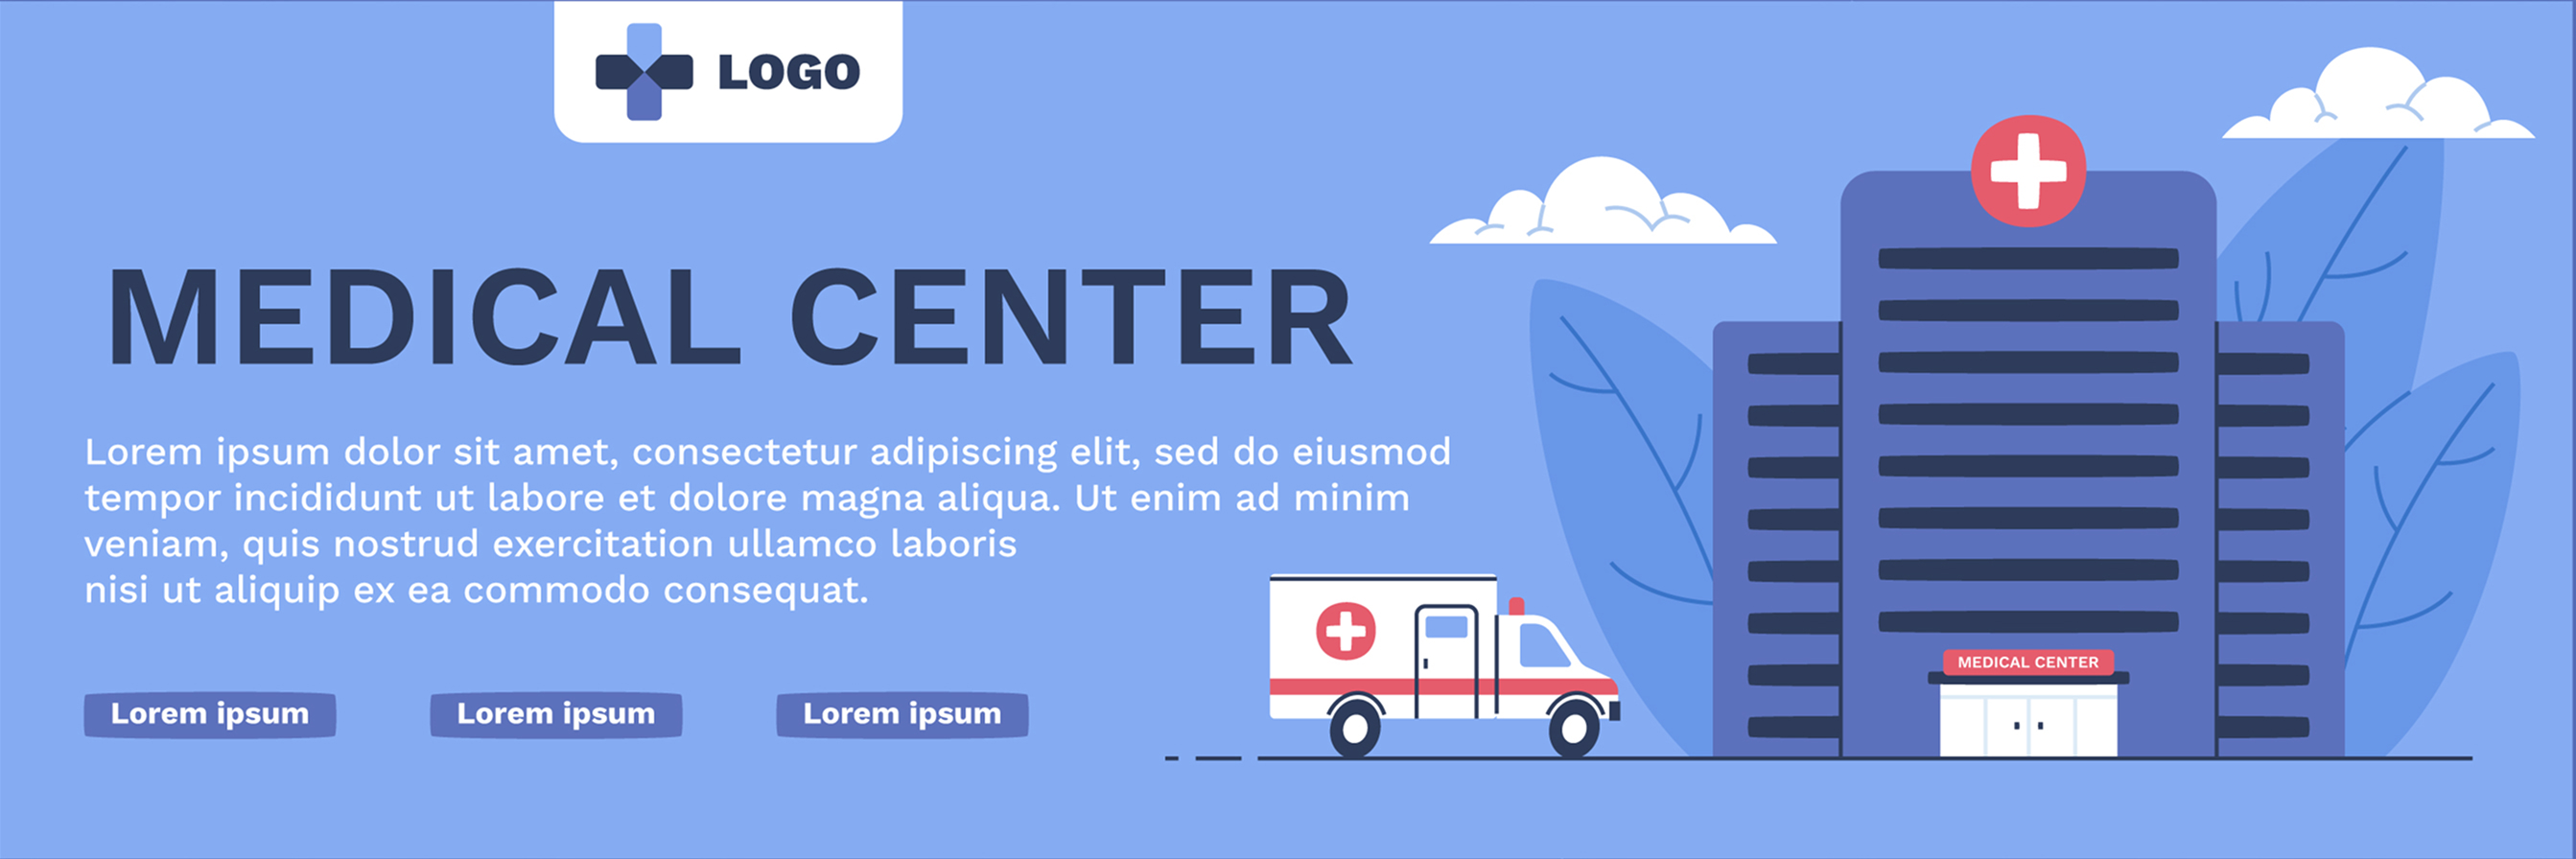 LOGO
MEDICAL CENTER
Lorem ipsum dolor sit amet, consectetur adipiscing elit, sed do eiusmod
tempor incididunt ut labore et dolore magna aliqua. Ut enim ad minim
veniam, quis nostrud exercitation ullamco laboris
nisi ut aliquip ex ea commodo consequat.
Lorem ipsum
Lorem ipsum
Lorem ipsum
MEDICAL CENTER